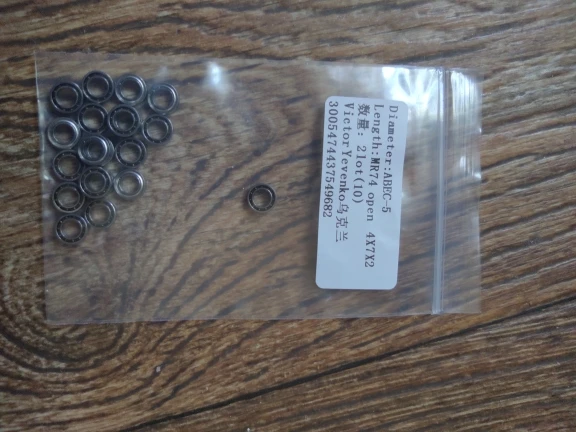 Diameter:ABEC-5
Length:MR74 open 4X7X2
数量: 2lot(10)
VictorYevenko乌克兰
3005474437549682